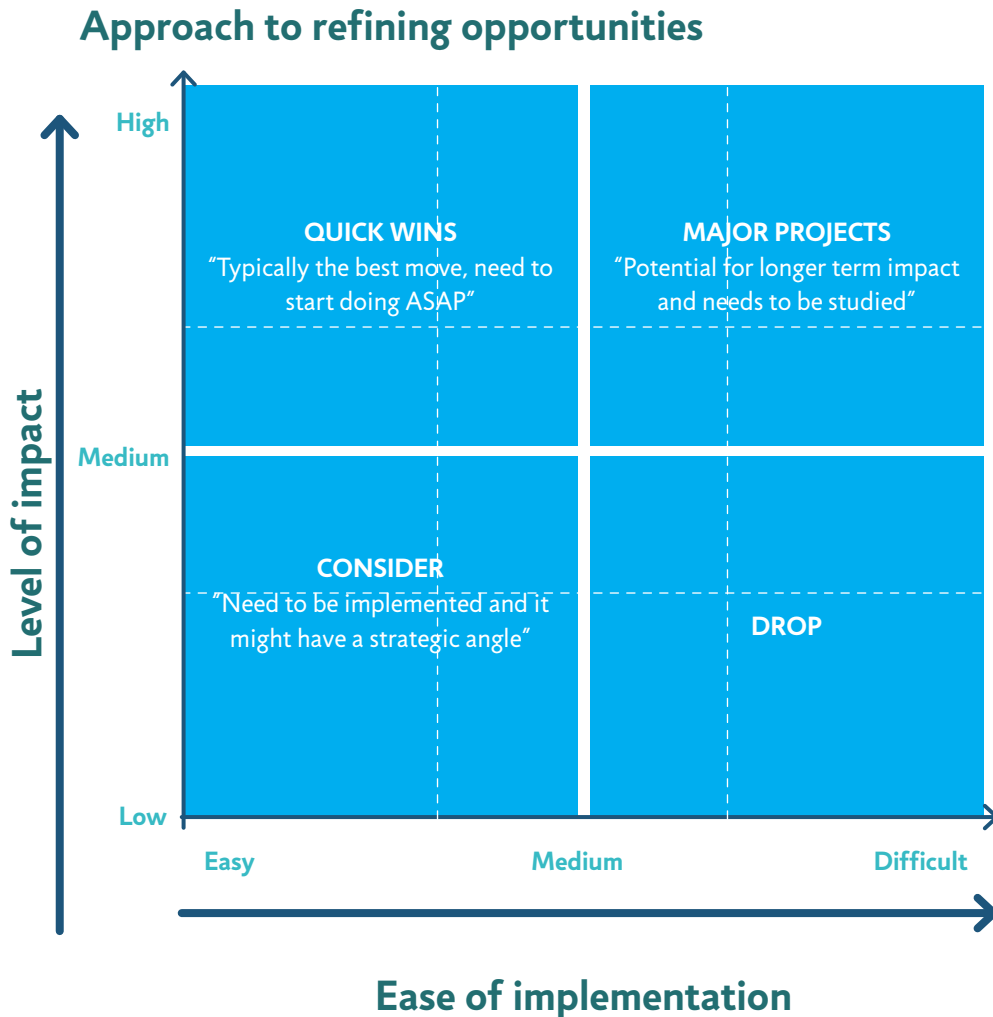 Approach to refining opportunities
High
QUICK WINS
"Typically the best move, need to
start doing ASAP"
MAJOR PROJECTS
"Potential for longer term impact
and needs to be studied"
Level of impact
Medium
CONSIDER
"Need to be implemented and it
might have a strategic angle"
DROP
Low
Easy
Medium
Difficult
Ease of implementation